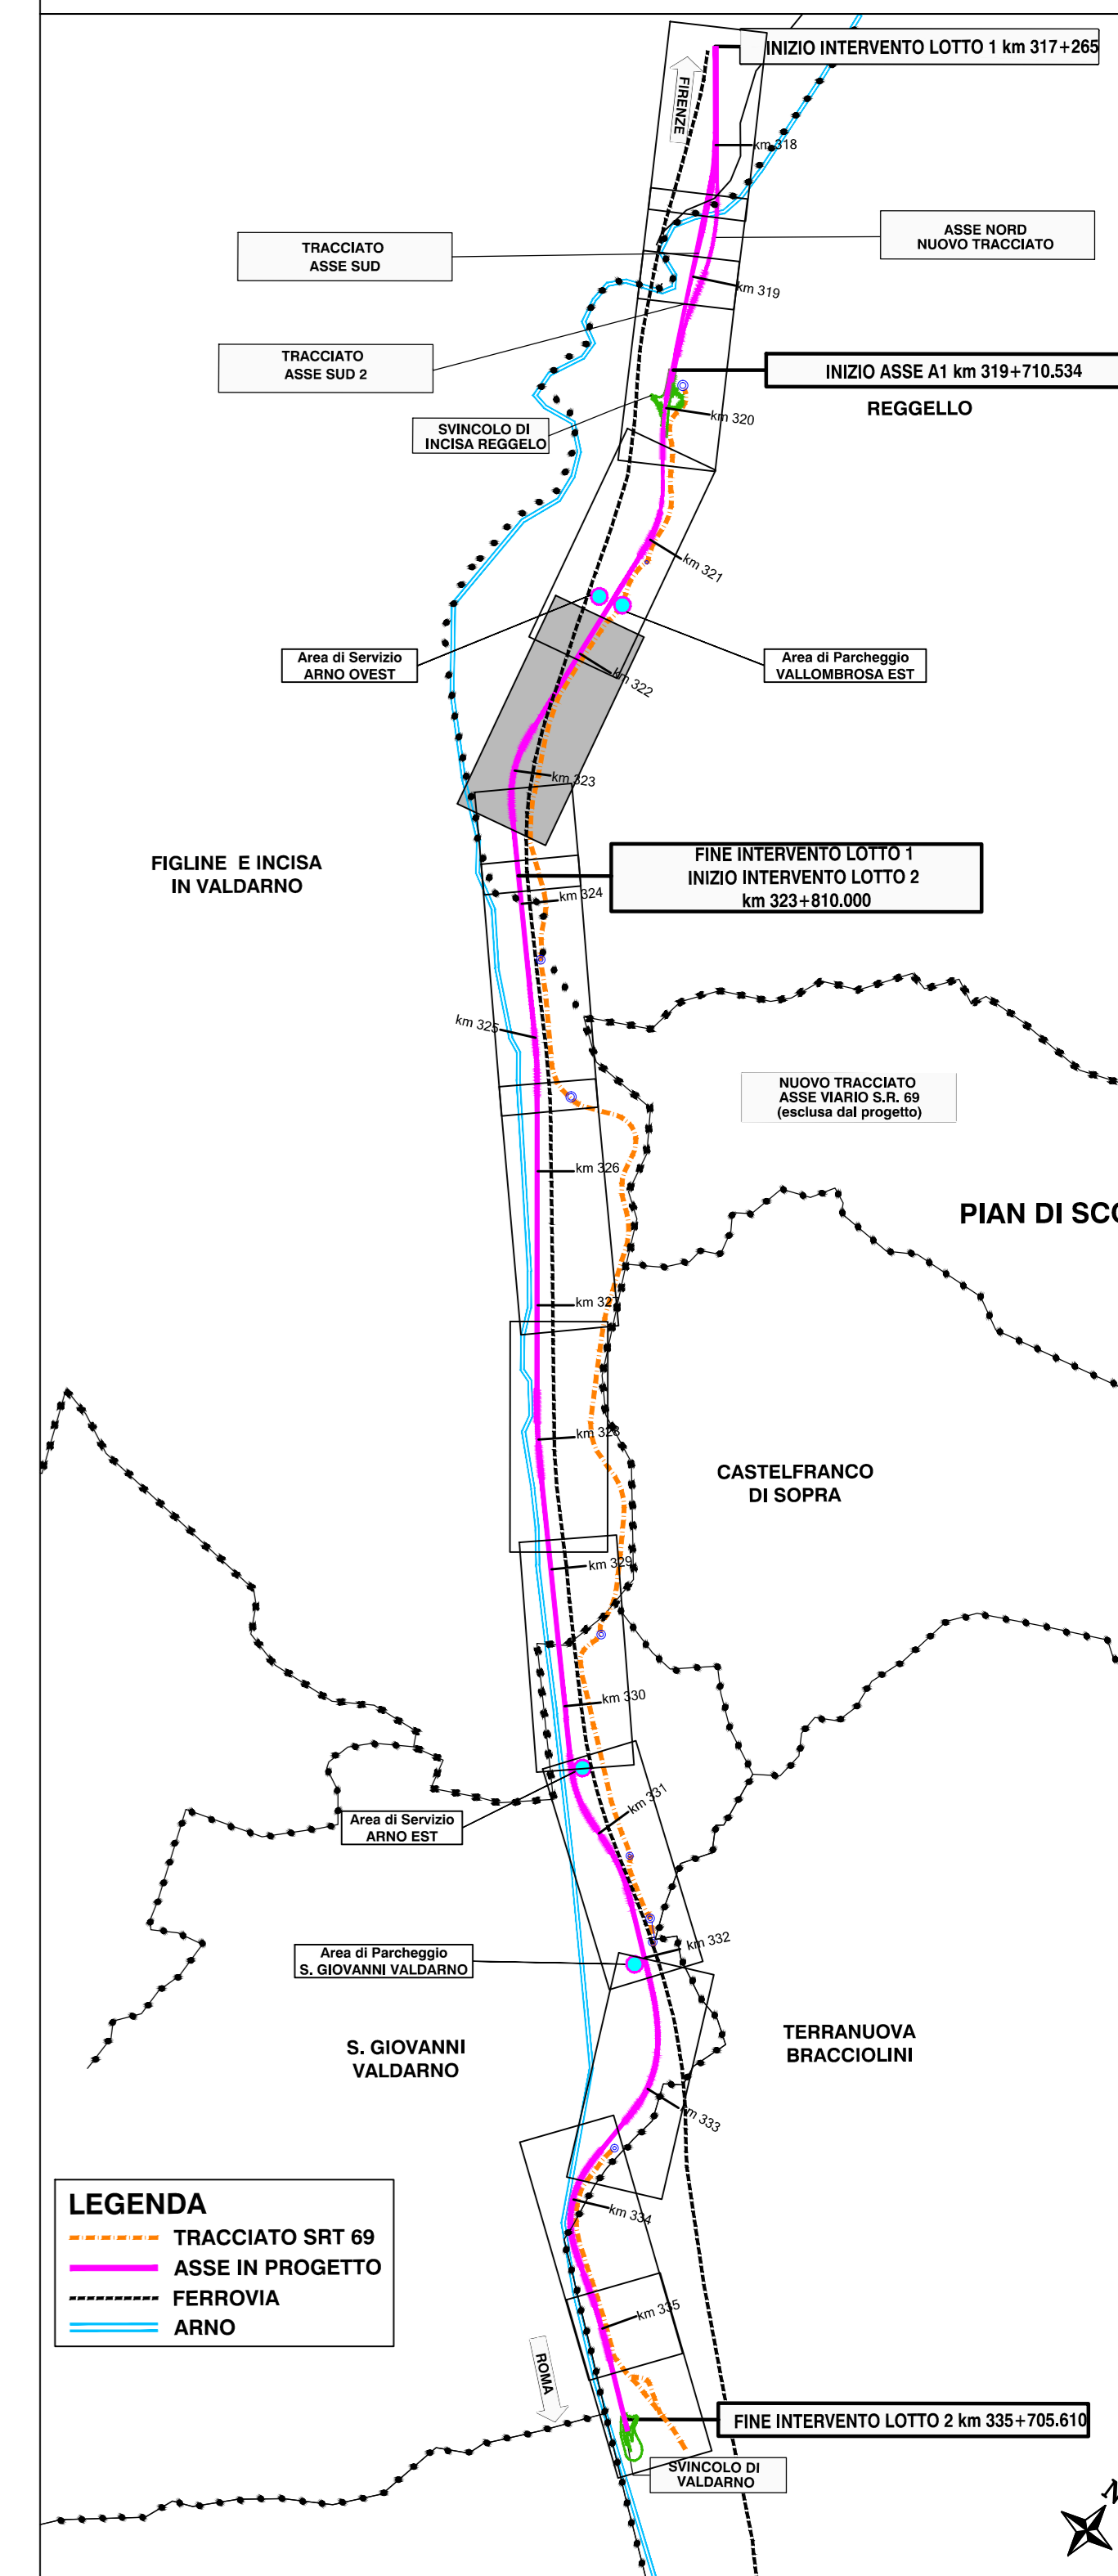 INIZIO INTERVENTO LOTTO 1 km 317+265
FIRENZE
km 318
TRACCIATO
ASSE SUD
ASSE NORD
NUOVO TRACCIATO
km 319
TRACCIATO
ASSE SUD 2
INIZIO ASSE A1 km 319+710.534
REGGELLO
km 320
SVINCOLO DI
INCISA REGGELO
km 321
Area di Servizio
ARNO OVEST
Area di Parcheggio
VALLOMBROSA EST
km 322
km 323
FIGLINE E INCISA
IN VALDARNO
FINE INTERVENTO LOTTO 1
INIZIO INTERVENTO LOTTO 2
km 323+810.000
km 324
km 325
NUOVO TRACCIATO
ASSE VIARIO S.R. 69
(esclusa dal progetto)
km 326
PIAN DI SCO
km 327
km 328
CASTELFRANCO
DI SOPRA
km 329
km 330
km 331
Area di Servizio
ARNO EST
km 332
Area di Parcheggio
S. GIOVANNI VALDARNO
TERRANUOVA
BRACCIOLINI
S. GIOVANNI
VALDARNO
km 333
km 334
LEGENDA
TRACCIATO SRT 69
ASSE IN PROGETTO
FERROVIA
ARNO
km 335
ROMA
FINE INTERVENTO LOTTO 2 km 335+705.610
SVINCOLO DI
VALDARNO
N